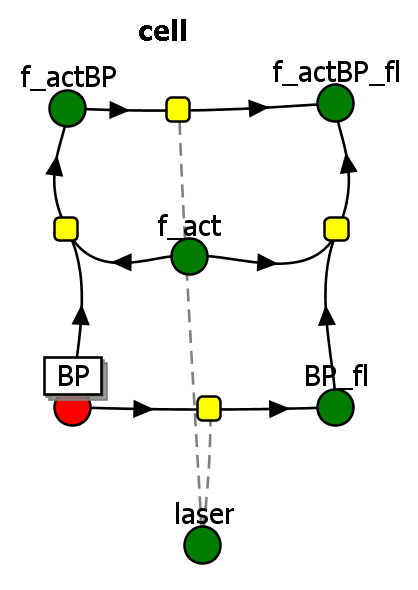 cell
f_actBP
f_actBP_fl
f_act
BP
BP_fl
laser